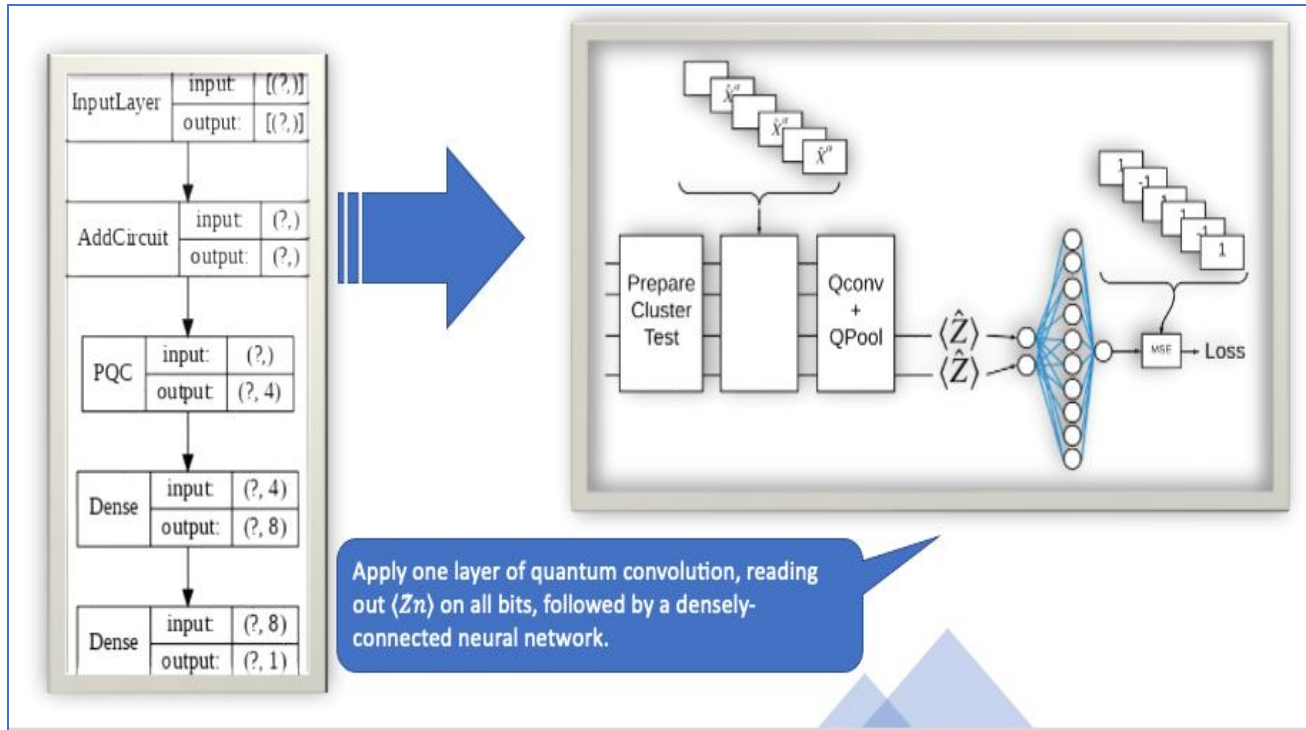 InputLayer
input:
[(?,)]
output:
[(?,)]
AddCircuit
input:
(?,)
output:
(?,)
PQC
input:
(?,)
output:
(?, 4)
Dense
input:
(?, 4)
output:
(?, 8)
Dense
input:
(?, 8)
output:
(?, 1)
X̂ᵅ
X̂ᵅ
X̂ᵅ
Prepare
Cluster
Test
Qconv
+
QPool
⟨Ẑ⟩
⟨Ẑ⟩
1
-1
1
1
-1
1
MSE
Loss
Apply one layer of quantum convolution, reading
out ⟨Ẑn⟩ on all bits, followed by a densely-
connected neural network.